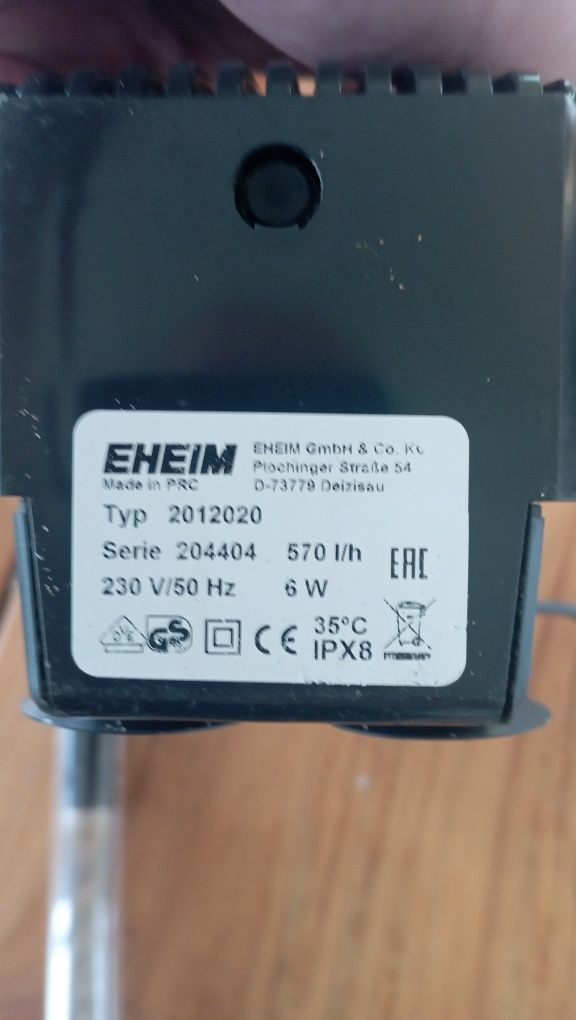 EHEIM
Made in PRC
EHEIM GmbH & Co.
Plochinger Straße 54
D-73779 Deizisau
Typ 2012020
Serie 204404 570 l/h
230 V/50 Hz 6 W
EAC
GS
CE
35°C
IPX8